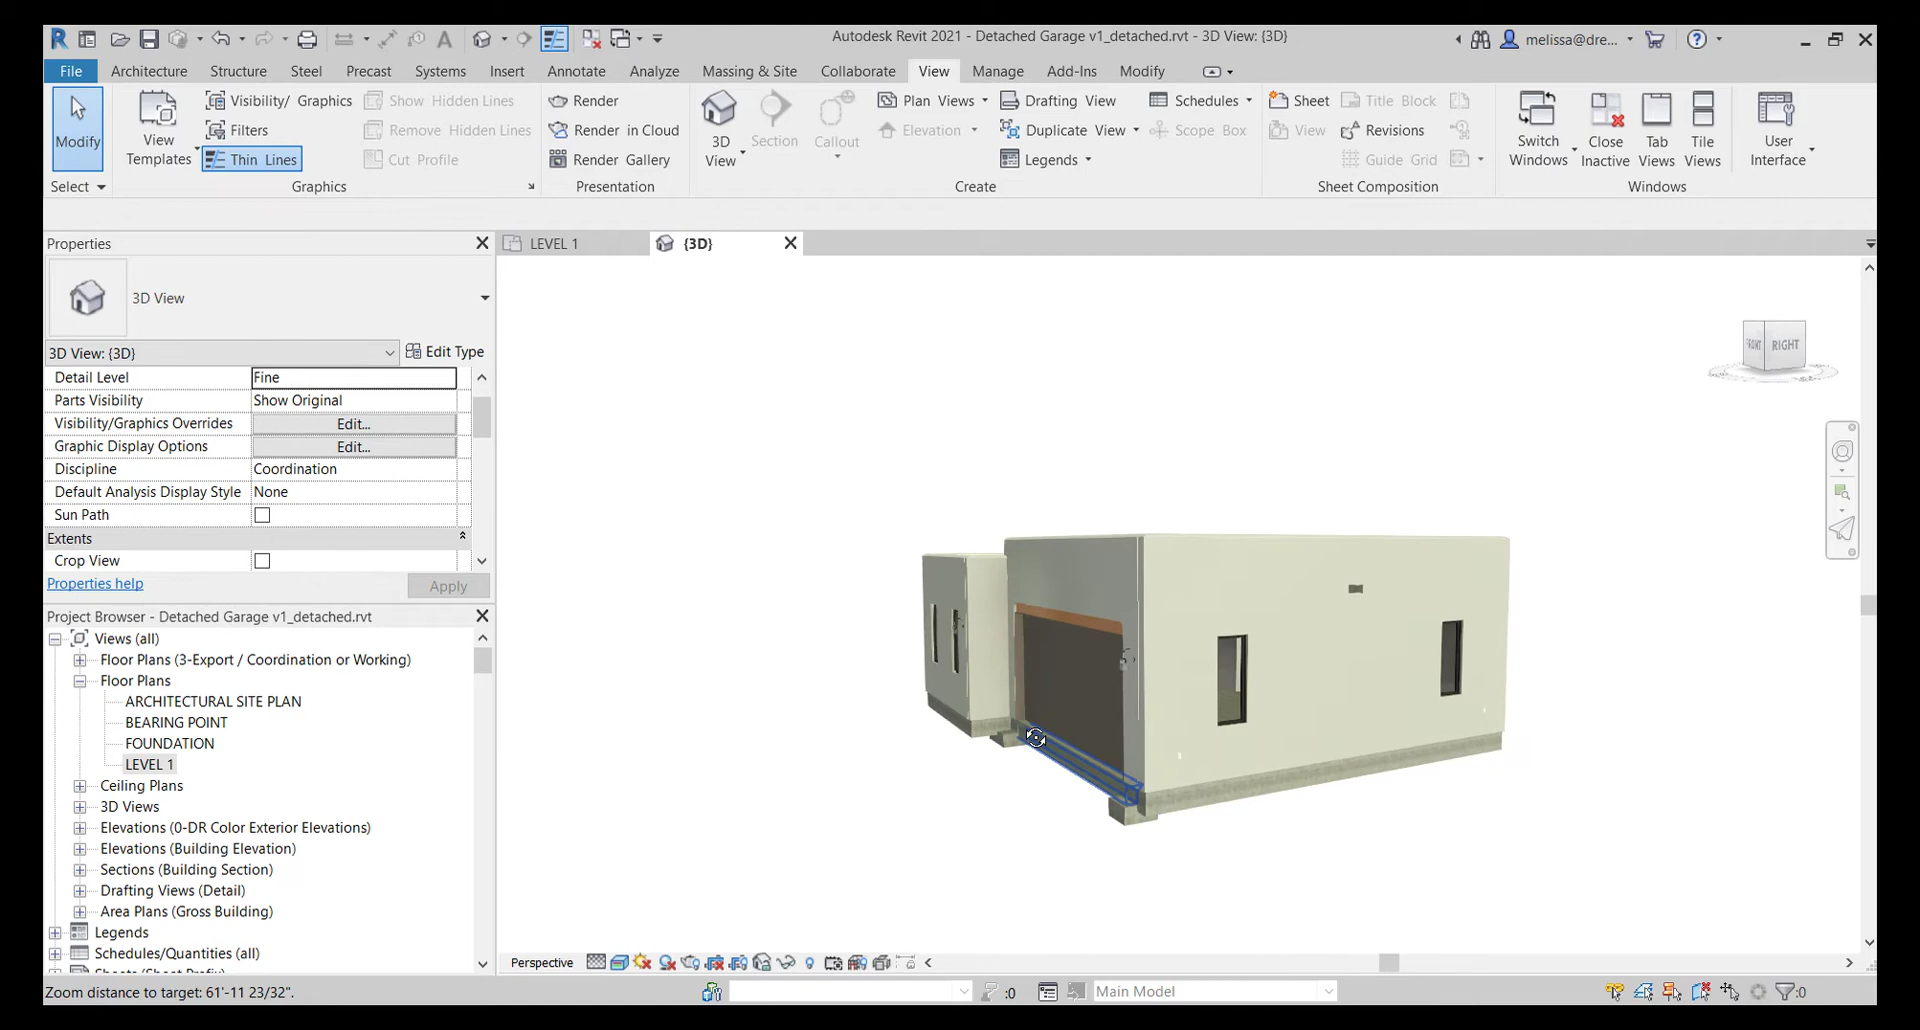 Autodesk Revit 2021 - Detached Garage v1_detached.rvt - 3D View: {3D}
melissa@dre...
File Architecture Structure Steel Precast Systems Insert Annotate Analyze Massing & Site Collaborate View Manage Add-Ins Modify
Modify
Select
View Templates
Visibility/ Graphics
Filters
Thin Lines
Show Hidden Lines
Remove Hidden Lines
Cut Profile
Graphics
Render
Render in Cloud
Render Gallery
Presentation
3D View
Section
Callout
Plan Views
Elevation
Drafting View
Duplicate View
Legends
Schedules
Scope Box
Create
Sheet
View
Title Block
Revisions
Guide Grid
Sheet Composition
Switch Windows
Close Inactive
Tab Views
Tile Views
Windows
User Interface
Properties
3D View
3D View: {3D}
Edit Type
Detail Level Fine
Parts Visibility Show Original
Visibility/Graphics Overrides Edit...
Graphic Display Options Edit...
Discipline Coordination
Default Analysis Display Style None
Sun Path
Extents
Crop View
Properties help
Apply
Project Browser - Detached Garage v1_detached.rvt
Views (all)
Floor Plans (3-Export / Coordination or Working)
Floor Plans
ARCHITECTURAL SITE PLAN
BEARING POINT
FOUNDATION
LEVEL 1
Ceiling Plans
3D Views
Elevations (0-DR Color Exterior Elevations)
Elevations (Building Elevation)
Sections (Building Section)
Drafting Views (Detail)
Area Plans (Gross Building)
Legends
Schedules/Quantities (all)
LEVEL 1
{3D}
RIGHT
Perspective
Zoom distance to target: 61'-11 23/32".
:0
Main Model
:0